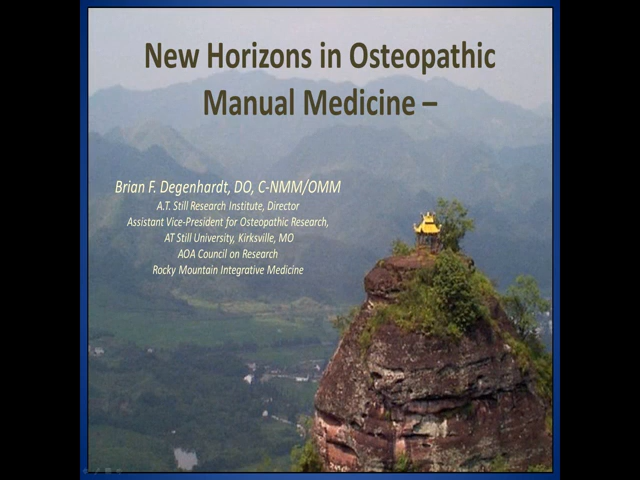 New Horizons in Osteopathic
Manual Medicine –
Brian F. Degenhardt, DO, C-NMM/OMM
A.T. Still Research Institute, Director
Assistant Vice-President for Osteopathic Research,
AT Still University, Kirksville, MO
AOA Council on Research
Rocky Mountain Integrative Medicine